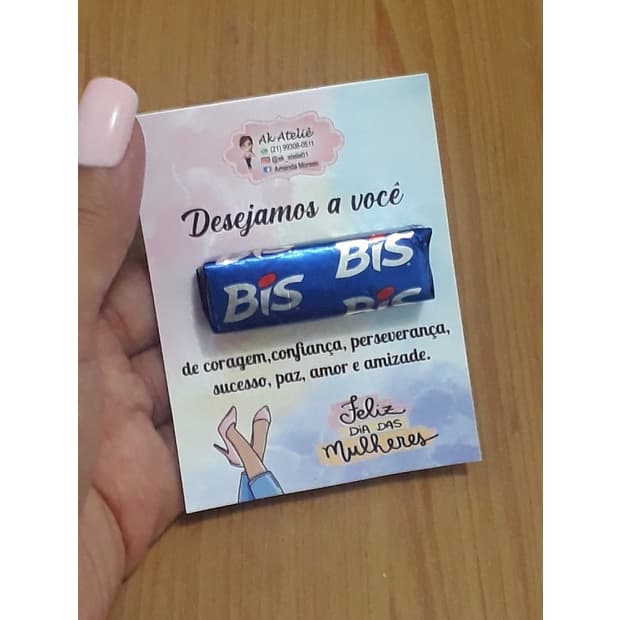 Ak Ateliê
(21) 99308-0511
@ak_atelie01
Amanda Moraes
Desejamos a você
BIS
BIS
BIS
de coragem,confiança, perseverança,
sucesso, paz, amor e amizade.
Feliz
DIA DAS
Mulheres